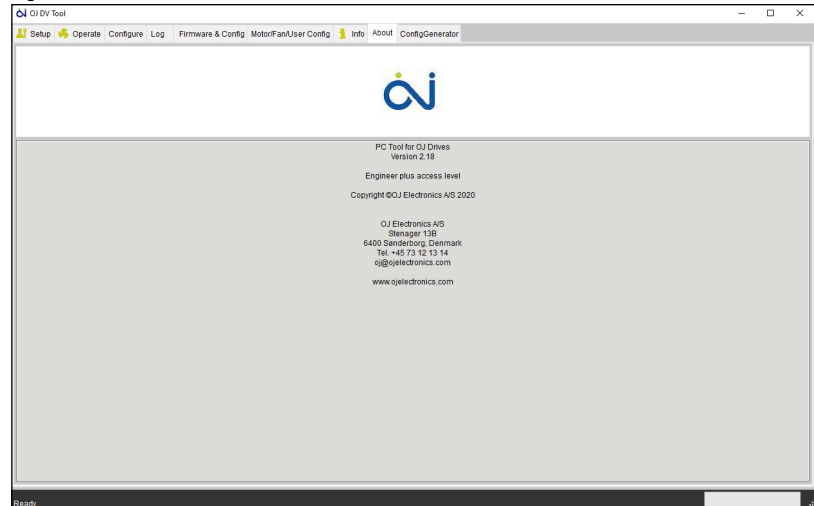 OJ DV Tool
Setup Operate Configure Log Firmware & Config Motor/Fan/User Config Info About ConfigGenerator
PC Tool for OJ Drives
Version 2.18
Engineer plus access level
Copyright ©OJ Electronics A/S 2020
OJ Electronics A/S
Stenager 13B
6400 Sønderborg, Denmark
Tel. +45 73 12 13 14
oj@ojelectronics.com
www.ojelectronics.com
Ready